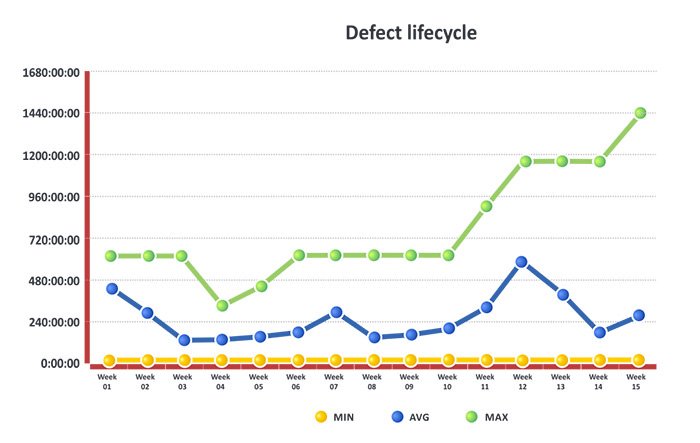 Defect lifecycle
1680:00:00
1440:00:00
1200:00:00
960:00:00
720:00:00
480:00:00
240:00:00
0:00:00
Week Week Week Week Week Week Week Week Week Week Week Week Week Week Week
01 02 03 04 05 06 07 08 09 10 11 12 13 14 15
MIN AVG MAX